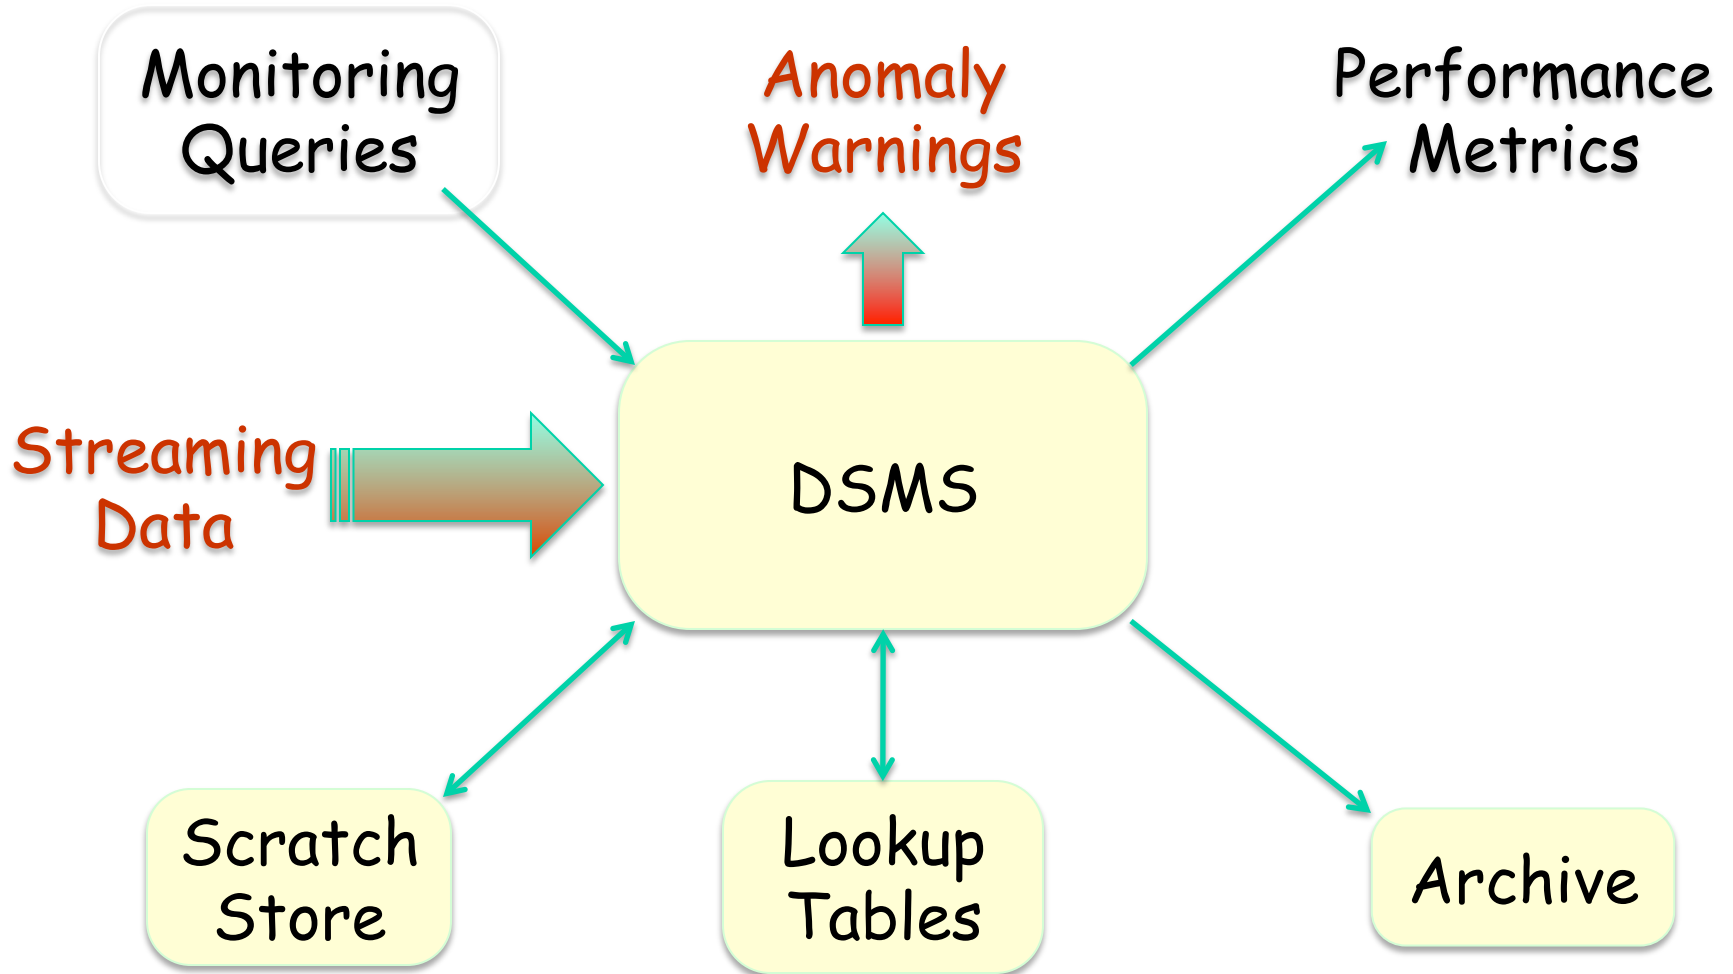 Monitoring
Queries
Anomaly
Warnings
Performance
Metrics
Streaming
Data
DSMS
Scratch
Store
Lookup
Tables
Archive